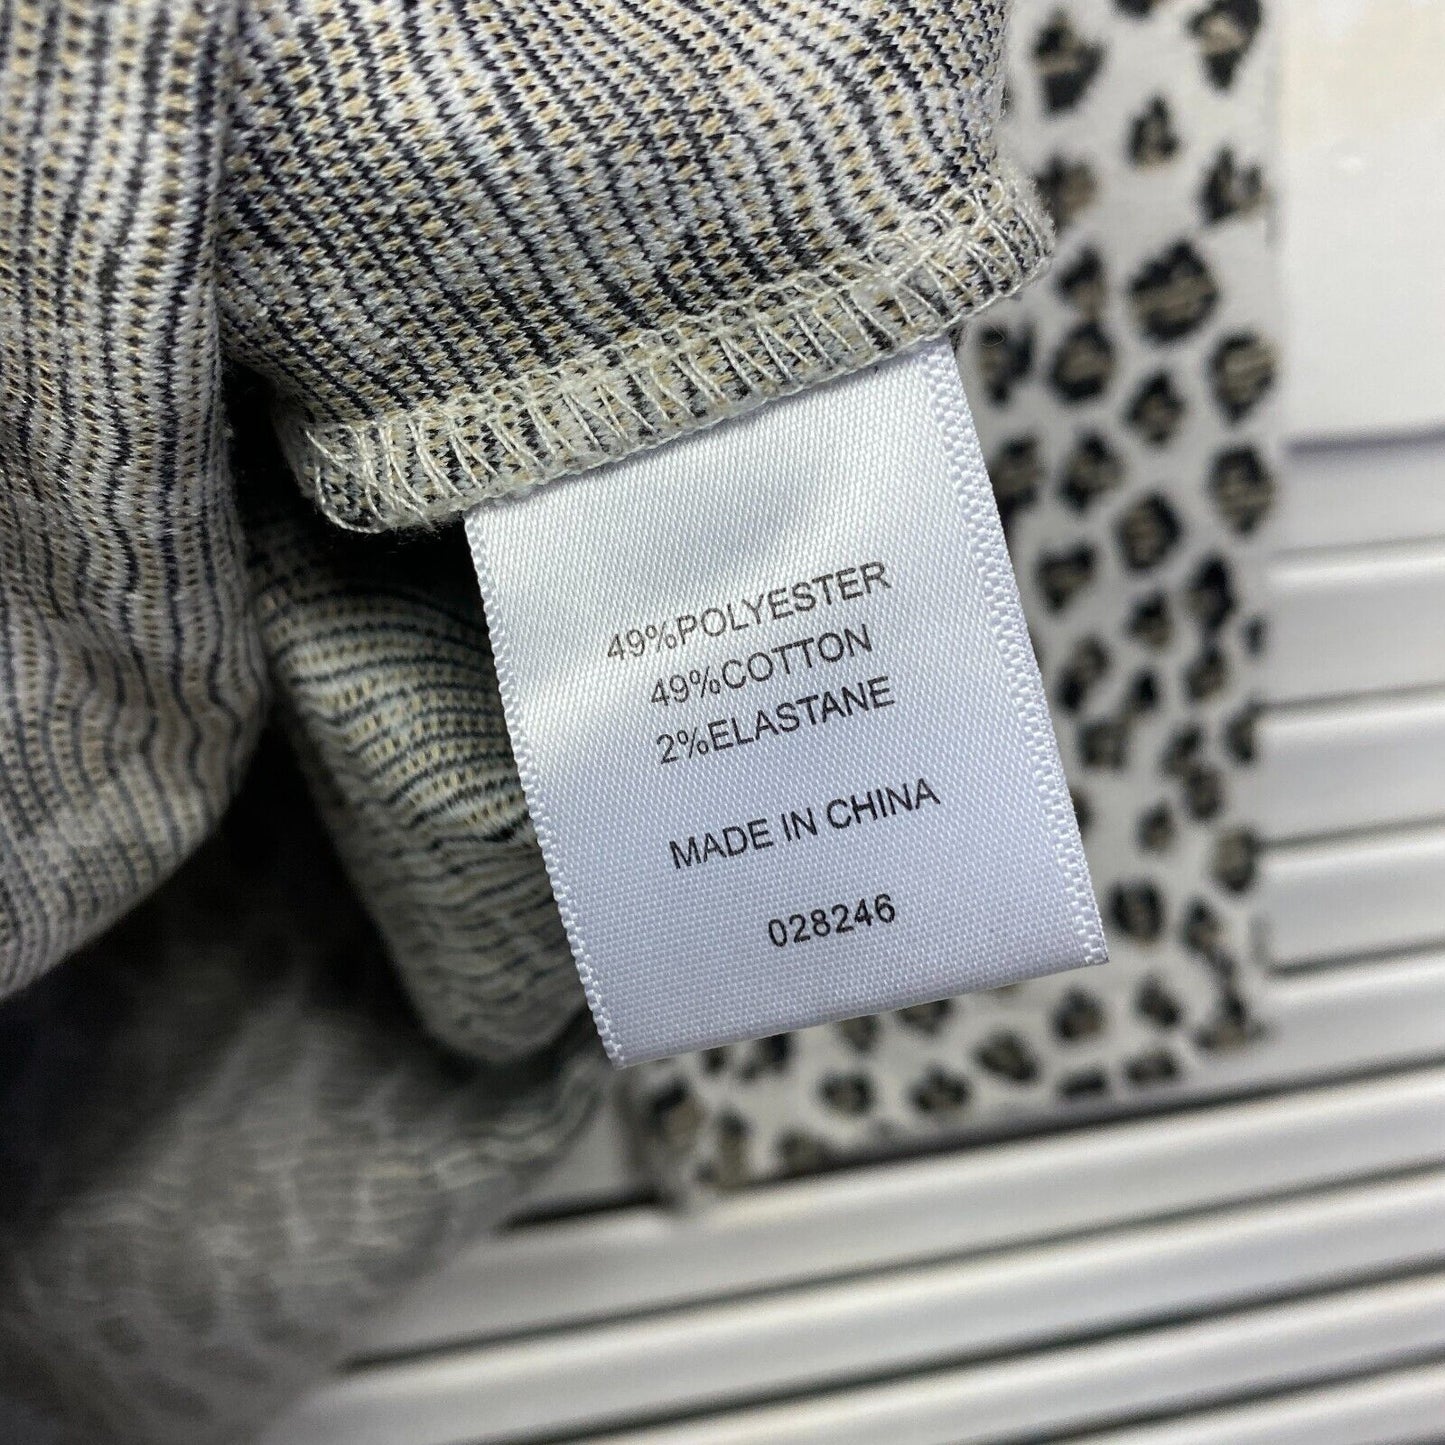 49%POLYESTER
49%COTTON
2%ELASTANE
MADE IN CHINA
028246